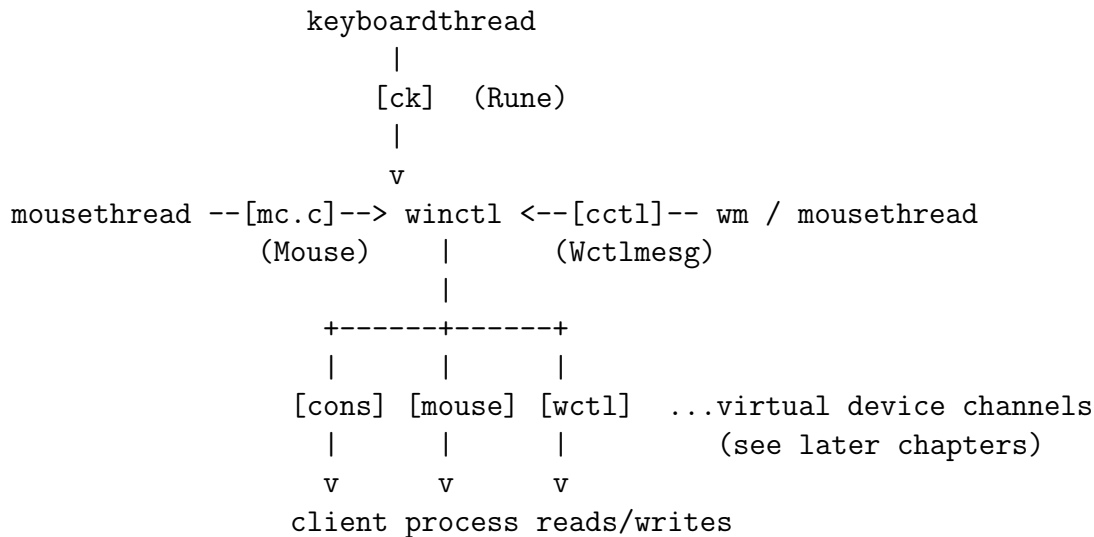 keyboardthread
|
[ck] (Rune)
|
v
mousethread --[mc.c]--> winctl <--[cctl]-- wm / mousethread
(Mouse) | (Wctlmesg)
|
+------+------+
| | |
[cons] [mouse] [wctl] ...virtual device channels
| | | (see later chapters)
v v v
client process reads/writes